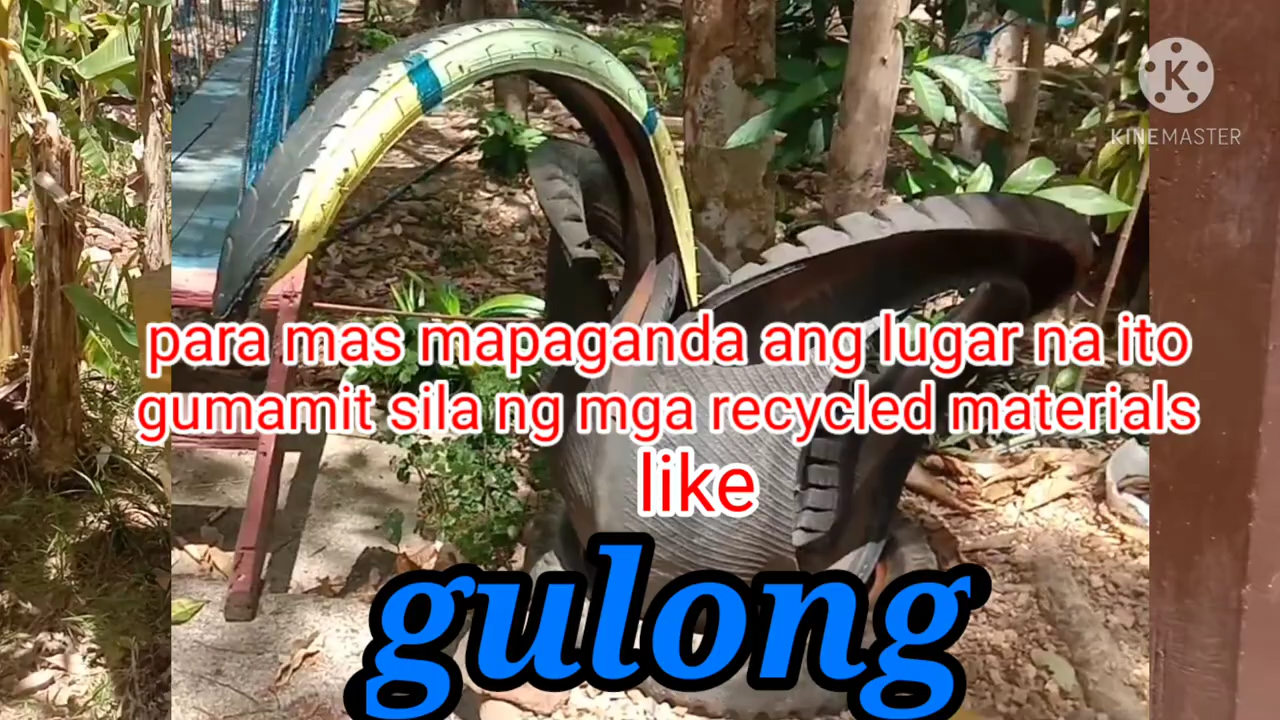 K
KINEMASTER
para mas mapaganda ang lugar na ito
gumamit sila ng mga recycled materials
like
gulong